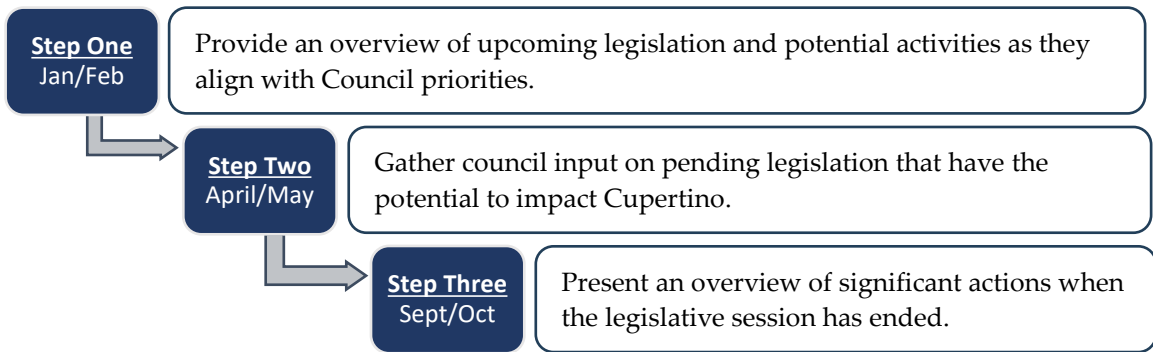 Step One
Jan/Feb
Provide an overview of upcoming legislation and potential activities as they
align with Council priorities.
Step Two
April/May
Gather council input on pending legislation that have the
potential to impact Cupertino.
Step Three
Sept/Oct
Present an overview of significant actions when
the legislative session has ended.